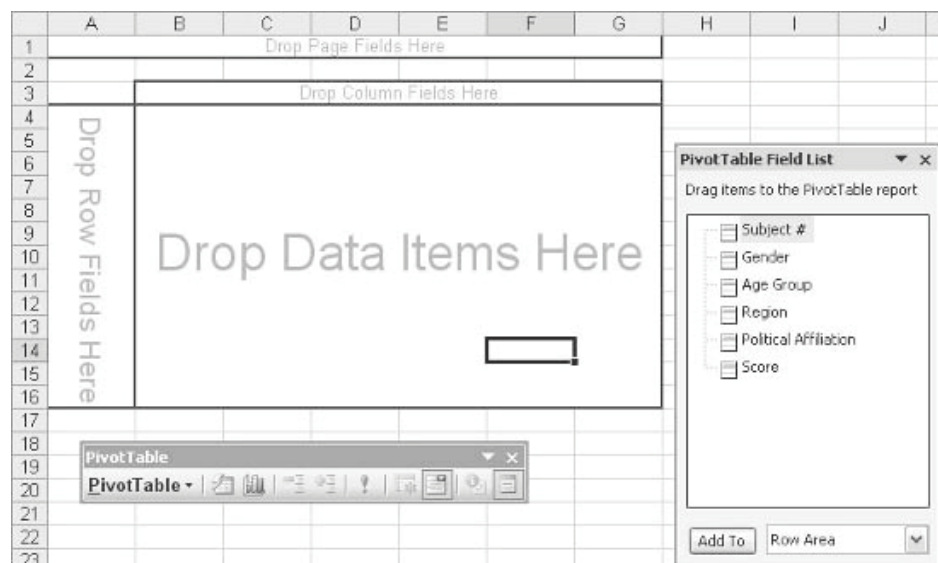 A B C D E F G H I J
1 Drop Page Fields Here
2
3 Drop Column Fields Here
4
5
6
7
8
9
10
11
12
13
14
15
16
17
18
19
20
21
22
23
Drop Row Fields Here
Drop Data Items Here
PivotTable
PivotTable
PivotTable Field List
Drag items to the PivotTable report
Subject #
Gender
Age Group
Region
Political Affiliation
Score
Add To Row Area